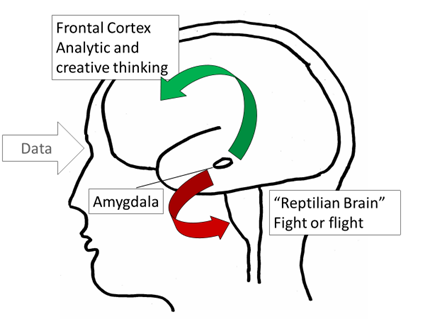 Frontal Cortex
Analytic and
creative thinking
Data
Amygdala
“Reptilian Brain”
Fight or flight